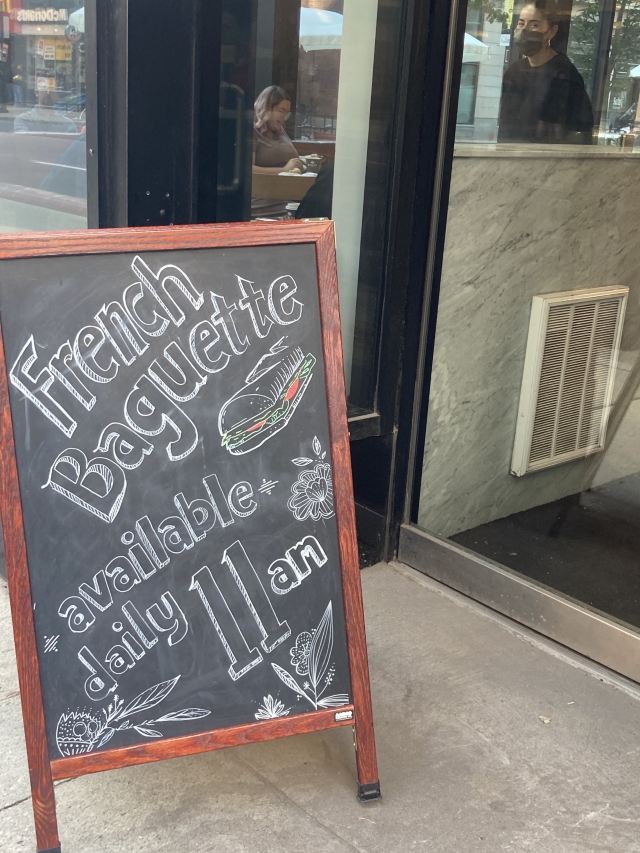 McDonald's
French
Baguette
available
daily 11 am